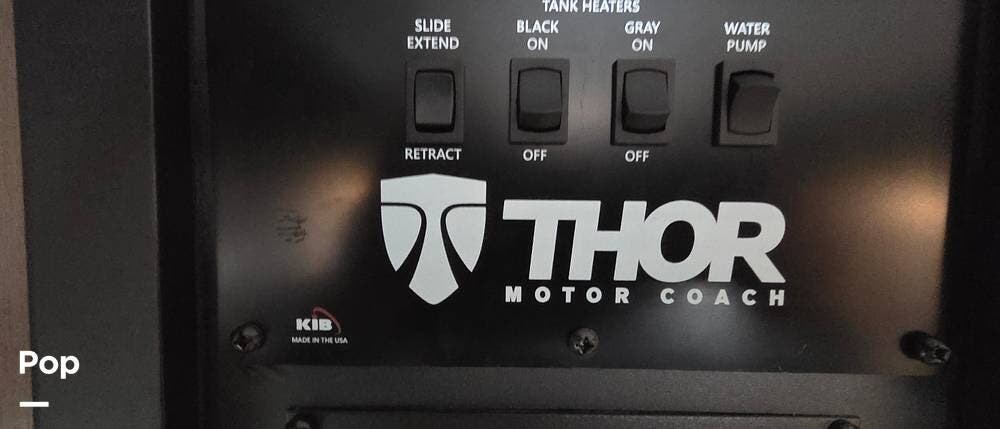 TANK HEATERS
SLIDE
EXTEND
BLACK
ON
GRAY
ON
WATER
PUMP
RETRACT
OFF
OFF
THOR
MOTOR COACH
KIB
MADE IN THE USA
Pop